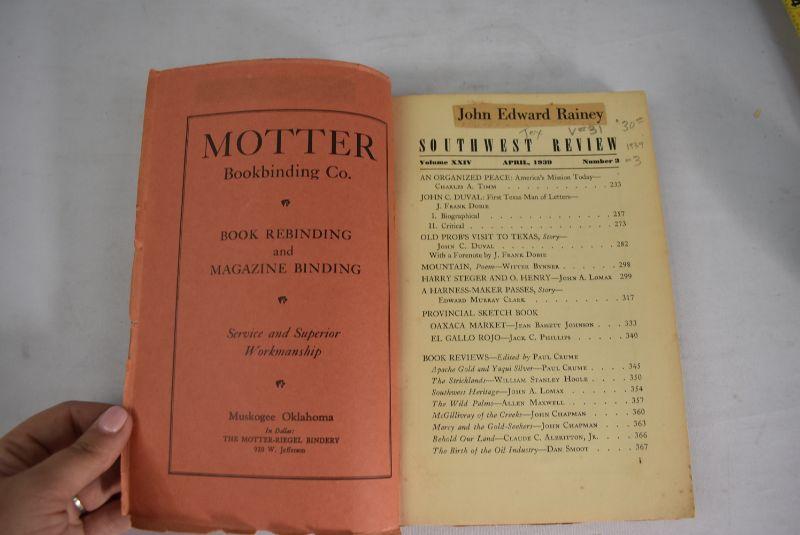 MOTTER
Bookbinding Co.
BOOK REBINDING
and
MAGAZINE BINDING
Service and Superior
Workmanship
Muskogee Oklahoma
In Dallas:
THE MOTTER-RIEGEL BINDERY
910 W. Jefferson
John Edward Rainey
Tex V=31 $30=
SOUTHWEST REVIEW 1939
Volume XXIV APRIL, 1939 Number 3 =3
AN ORGANIZED PEACE: America's Mission Today—
CHARLES A. TIMM . . . . . . . . . . . 233
JOHN C. DUVAL: First Texas Man of Letters—
J. FRANK DOBIE
I. Biographical . . . . . . . . . . . 257
II. Critical . . . . . . . . . . . . 273
OLD PROB'S VISIT TO TEXAS, Story—
JOHN C. DUVAL . . . . . . . . . . . . 282
With a Forenote by J. FRANK DOBIE
MOUNTAIN, Poem—WITTER BYNNER . . . . . . 298
HARRY STEGER AND O. HENRY—JOHN A. LOMAX 299
A HARNESS-MAKER PASSES, Story—
EDWARD MURRAY CLARK . . . . . . . . . 317
PROVINCIAL SKETCH BOOK
OAXACA MARKET—JEAN BASSETT JOHNSON . . . 333
EL GALLO ROJO—JACK C. PHILLIPS . . . . . 340
BOOK REVIEWS—Edited by PAUL CRUME
Apache Gold and Yaqui Silver—PAUL CRUME . . . . 345
The Stricklands—WILLIAM STANLEY HOOLE . . . . 350
Southwest Heritage—JOHN A. LOMAX . . . . . 354
The Wild Palms—ALLEN MAXWELL . . . . . . 357
McGillivray of the Creeks—JOHN CHAPMAN . . . . 360
Marcy and the Gold-Seekers—JOHN CHAPMAN . . . . 363
Behold Our Land—CLAUDE C. ALBRITTON, JR. . . . 366
The Birth of the Oil Industry—DAN SMOOT . . . . 367